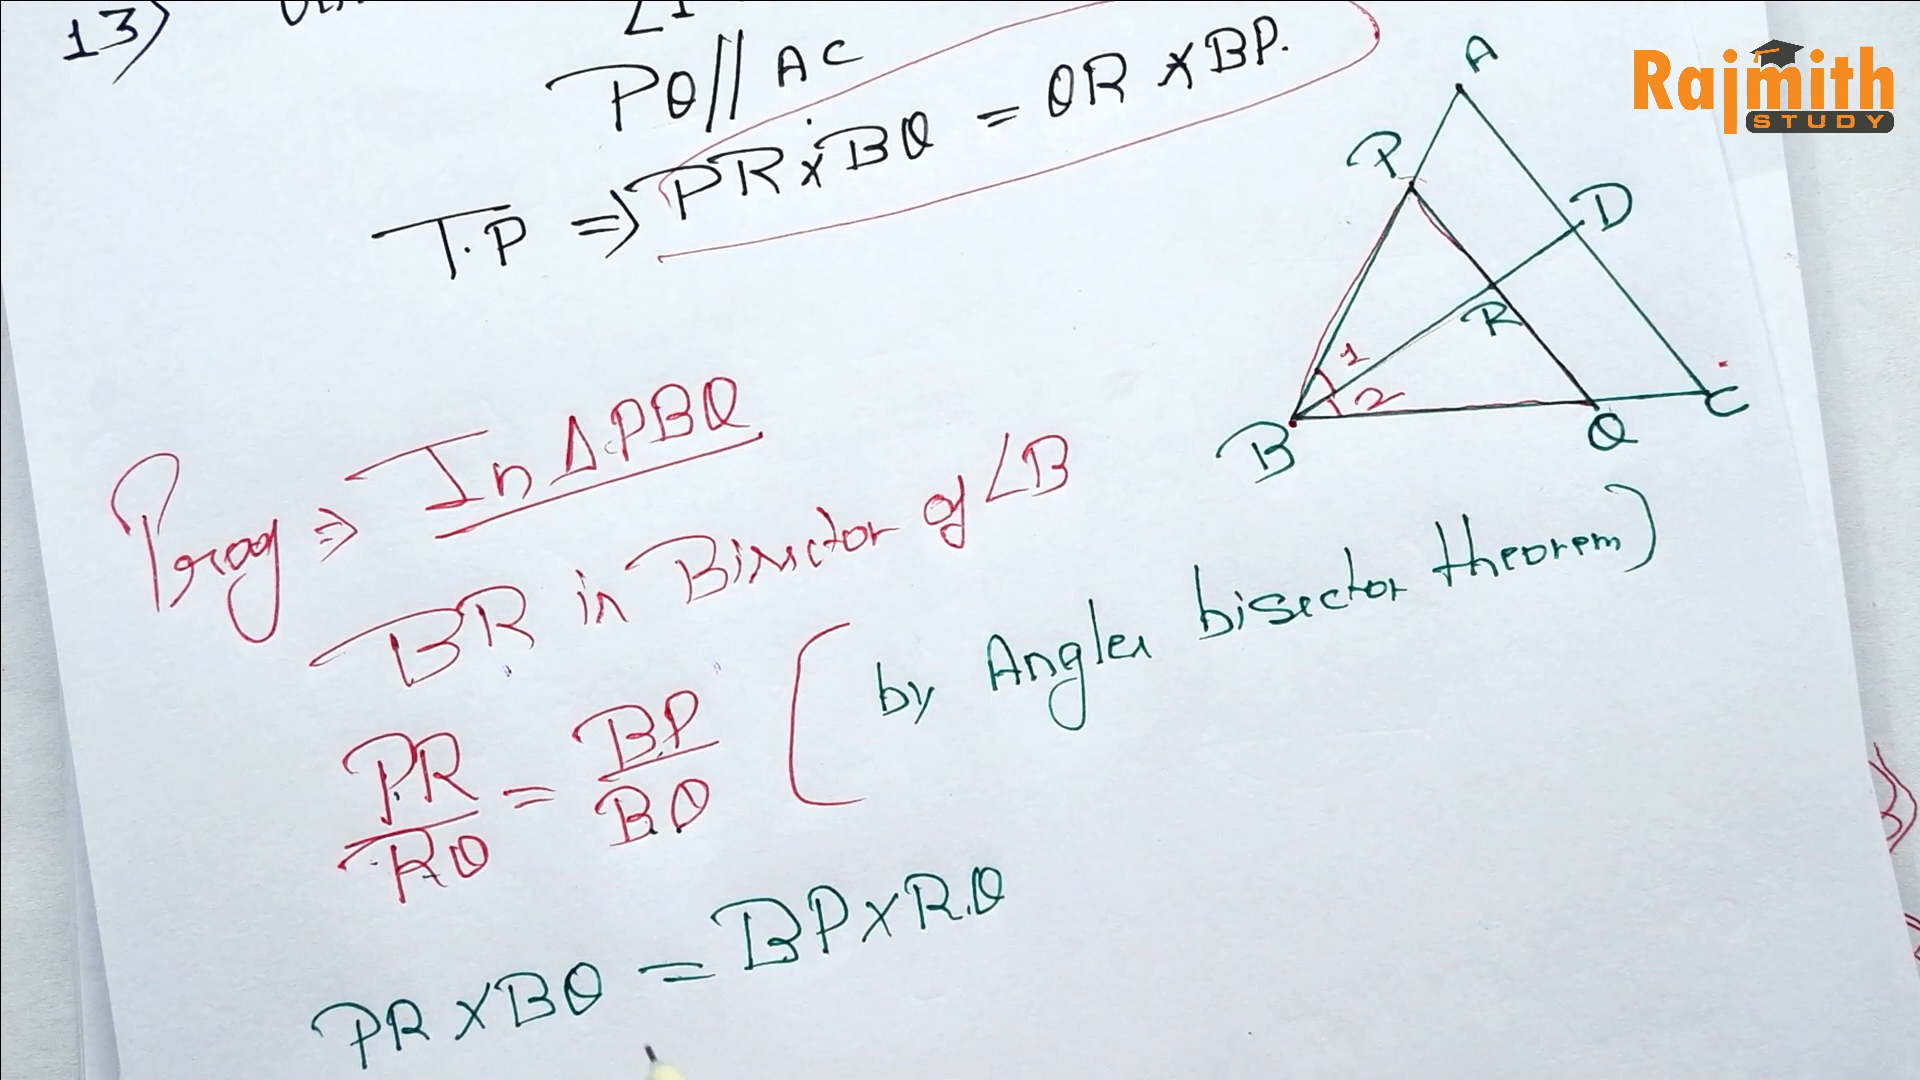 13)
PQ // AC
T.P ⇒ PR × BQ = QR × BP.
A
P
D
R
1
2
B
Q
C
Rajmith
STUDY
Proof ⇒ In ΔPBQ
BR is Bisector of ∠B
PR/RQ = BP/BQ (by Angle bisector theorem)
PR × BQ = BP × RQ